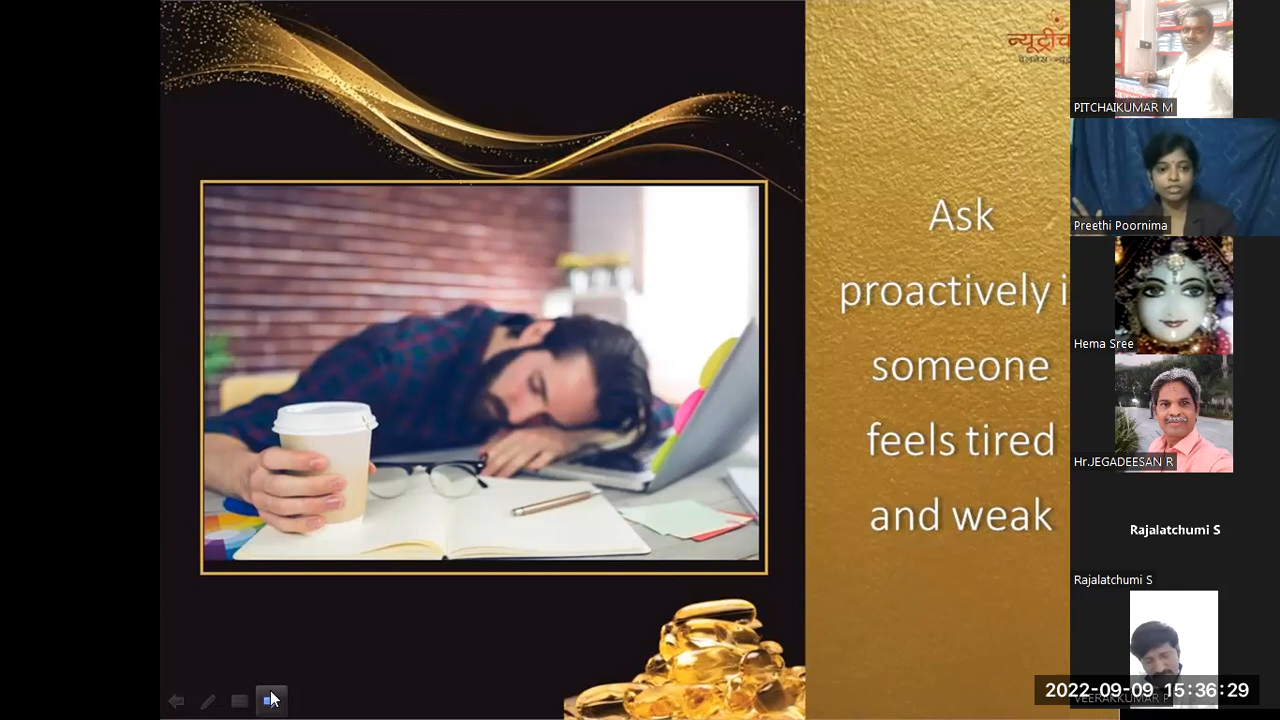 न्यूट्रीच
Ask
proactively i
someone
feels tired
and weak
PITCHAIKUMAR M
Preethi Poornima
Hema Sree
Hr.JEGADEESAN R
Rajalatchumi S
Rajalatchumi S
2022-09-09 15:36:29